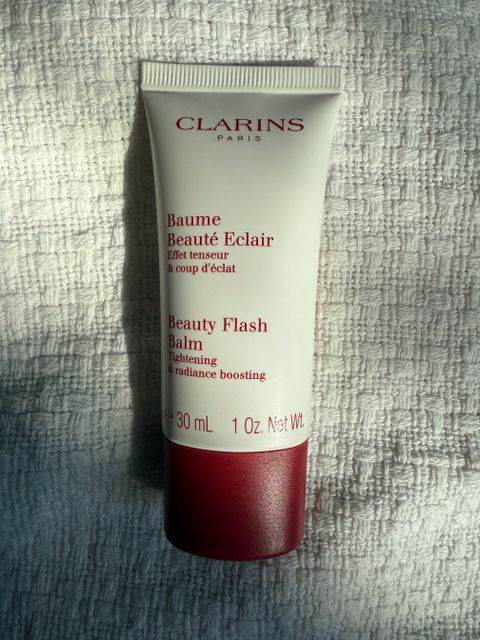 CLARINS
PARIS
Baume
Beauté Eclair
Effet tenseur
& coup d'éclat
Beauty Flash
Balm
Tightening
& radiance boosting
℮ 30 mL 1 Oz. Net Wt.